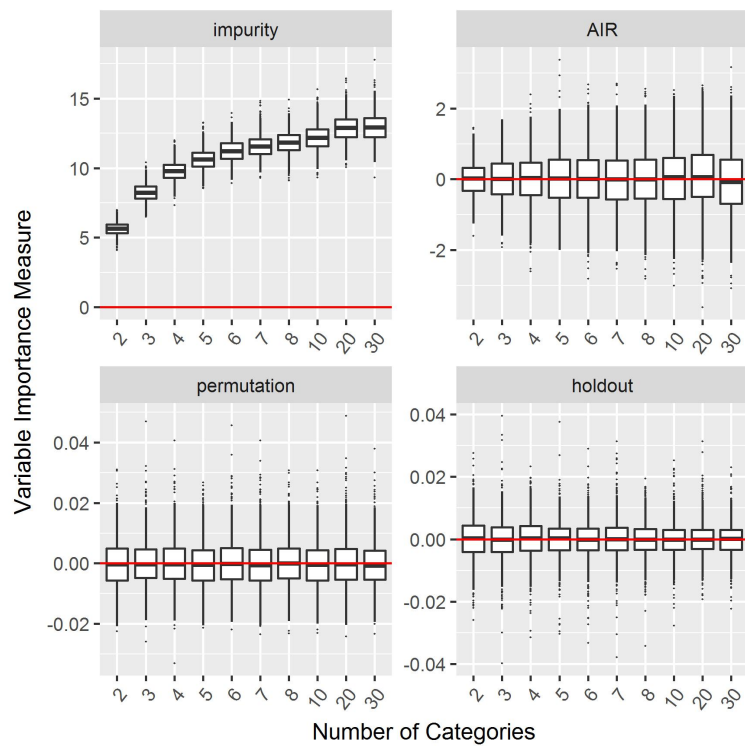 impurity
AIR
15
10
5
0
2
0
-2
2 3 4 5 6 7 8 10 20 30
2 3 4 5 6 7 8 10 20 30
Variable Importance Measure
permutation
holdout
0.04
0.02
0.00
-0.02
0.04
0.02
0.00
-0.02
-0.04
2 3 4 5 6 7 8 10 20 30
2 3 4 5 6 7 8 10 20 30
Number of Categories